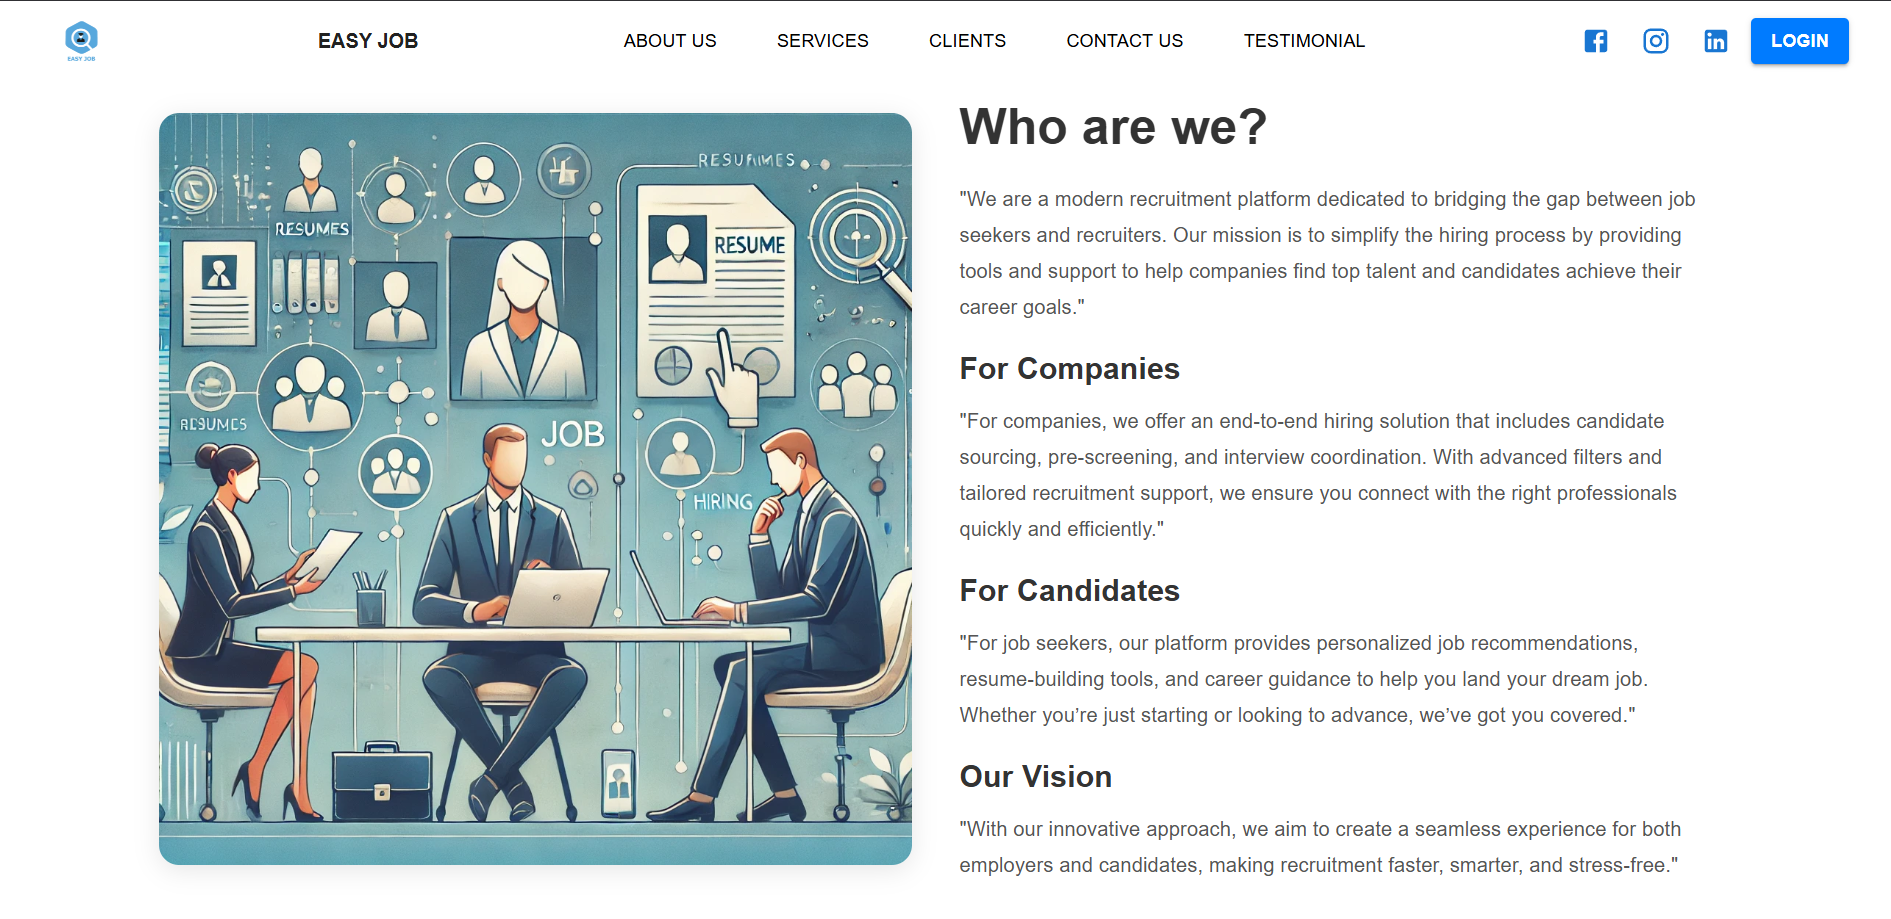 EASY JOB
EASY JOB
ABOUT US
SERVICES
CLIENTS
CONTACT US
TESTIMONIAL
LOGIN
RESUMES
RESURIMES
RESUME
RESUMES
JOB
HIRING
Who are we?
"We are a modern recruitment platform dedicated to bridging the gap between job
seekers and recruiters. Our mission is to simplify the hiring process by providing
tools and support to help companies find top talent and candidates achieve their
career goals."
For Companies
"For companies, we offer an end-to-end hiring solution that includes candidate
sourcing, pre-screening, and interview coordination. With advanced filters and
tailored recruitment support, we ensure you connect with the right professionals
quickly and efficiently."
For Candidates
"For job seekers, our platform provides personalized job recommendations,
resume-building tools, and career guidance to help you land your dream job.
Whether you’re just starting or looking to advance, we’ve got you covered."
Our Vision
"With our innovative approach, we aim to create a seamless experience for both
employers and candidates, making recruitment faster, smarter, and stress-free."